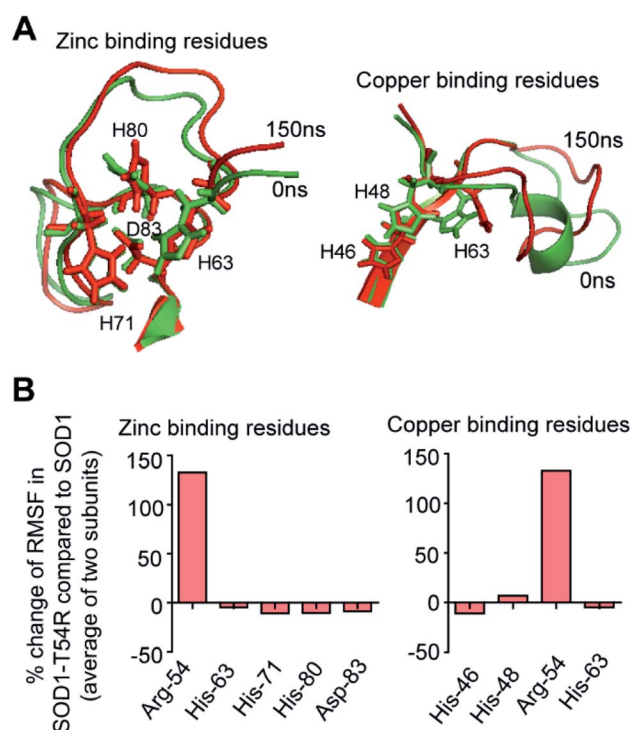 A
Zinc binding residues
Copper binding residues
H80
150ns
0ns
D83
H63
H71
150ns
H48
H63
H46
0ns
B
Zinc binding residues
Copper binding residues
% change of RMSF in
SOD1-T54R compared to SOD1
(average of two subunits)
150
100
50
0
-50
Arg-54
His-63
His-71
His-80
Asp-83
150
100
50
0
-50
His-46
His-48
Arg-54
His-63